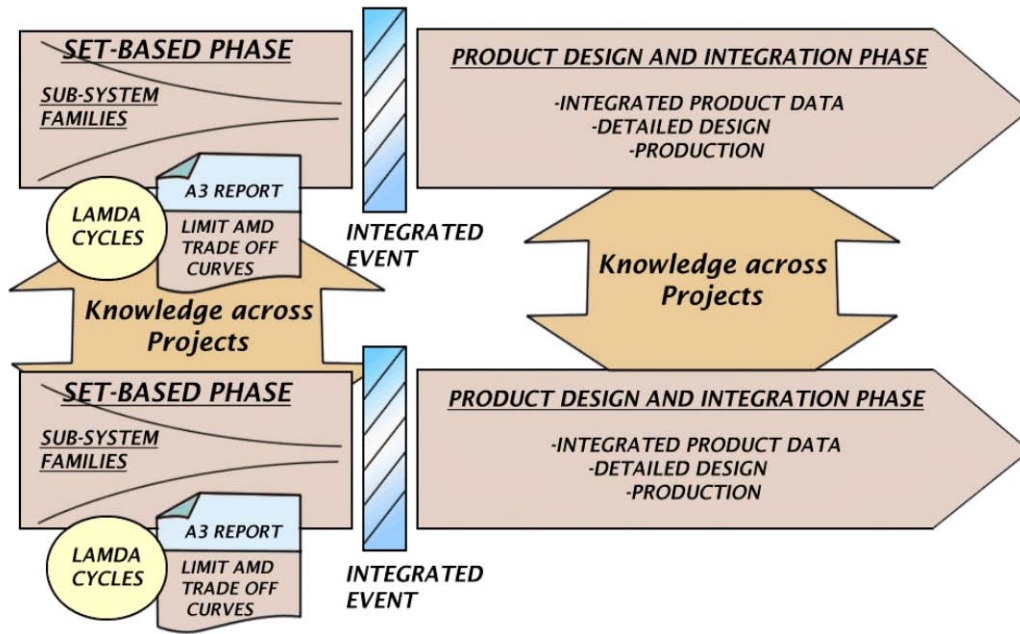 SET-BASED PHASE
SUB-SYSTEM
FAMILIES
LAMDA
CYCLES
A3 REPORT
LIMIT AMD
TRADE OFF
CURVES
INTEGRATED
EVENT
PRODUCT DESIGN AND INTEGRATION PHASE
-INTEGRATED PRODUCT DATA
-DETAILED DESIGN
-PRODUCTION
Knowledge across
Projects
Knowledge across
Projects
SET-BASED PHASE
SUB-SYSTEM
FAMILIES
LAMDA
CYCLES
A3 REPORT
LIMIT AMD
TRADE OFF
CURVES
INTEGRATED
EVENT
PRODUCT DESIGN AND INTEGRATION PHASE
-INTEGRATED PRODUCT DATA
-DETAILED DESIGN
-PRODUCTION